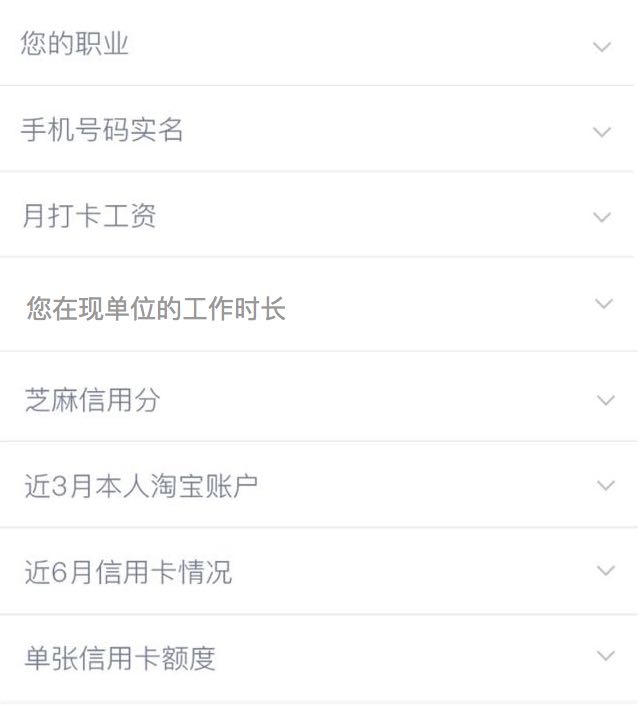 您的职业
手机号码实名
月打卡工资
您在现单位的工作时长
芝麻信用分
近3月本人淘宝账户
近6月信用卡情况
单张信用卡额度